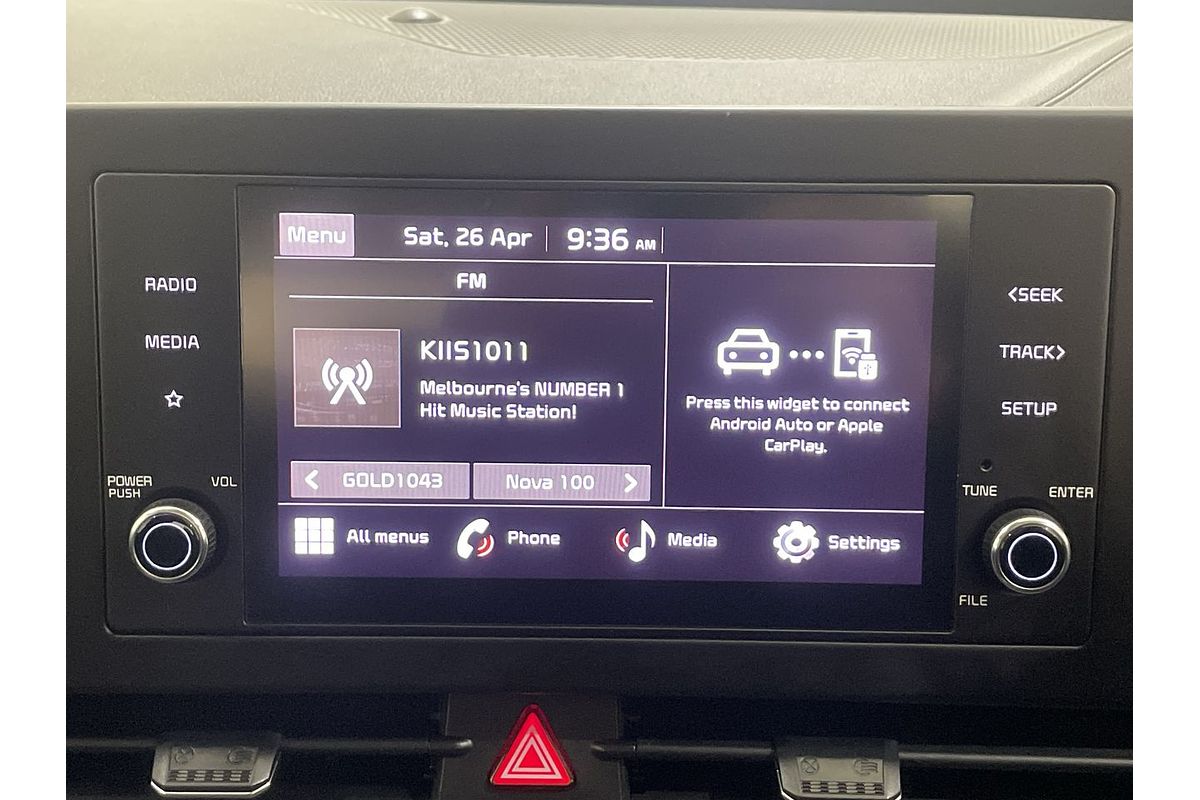 Menu
Sat, 26 Apr
9:36 AM
FM
RADIO
MEDIA
KIIS1011
Melbourne's NUMBER 1
Hit Music Station!
Press this widget to connect
Android Auto or Apple
CarPlay.
<SEEK
TRACK>
SETUP
GOLD1043
Nova 100
POWER
PUSH
VOL
TUNE
ENTER
All menus
Phone
Media
Settings
FILE